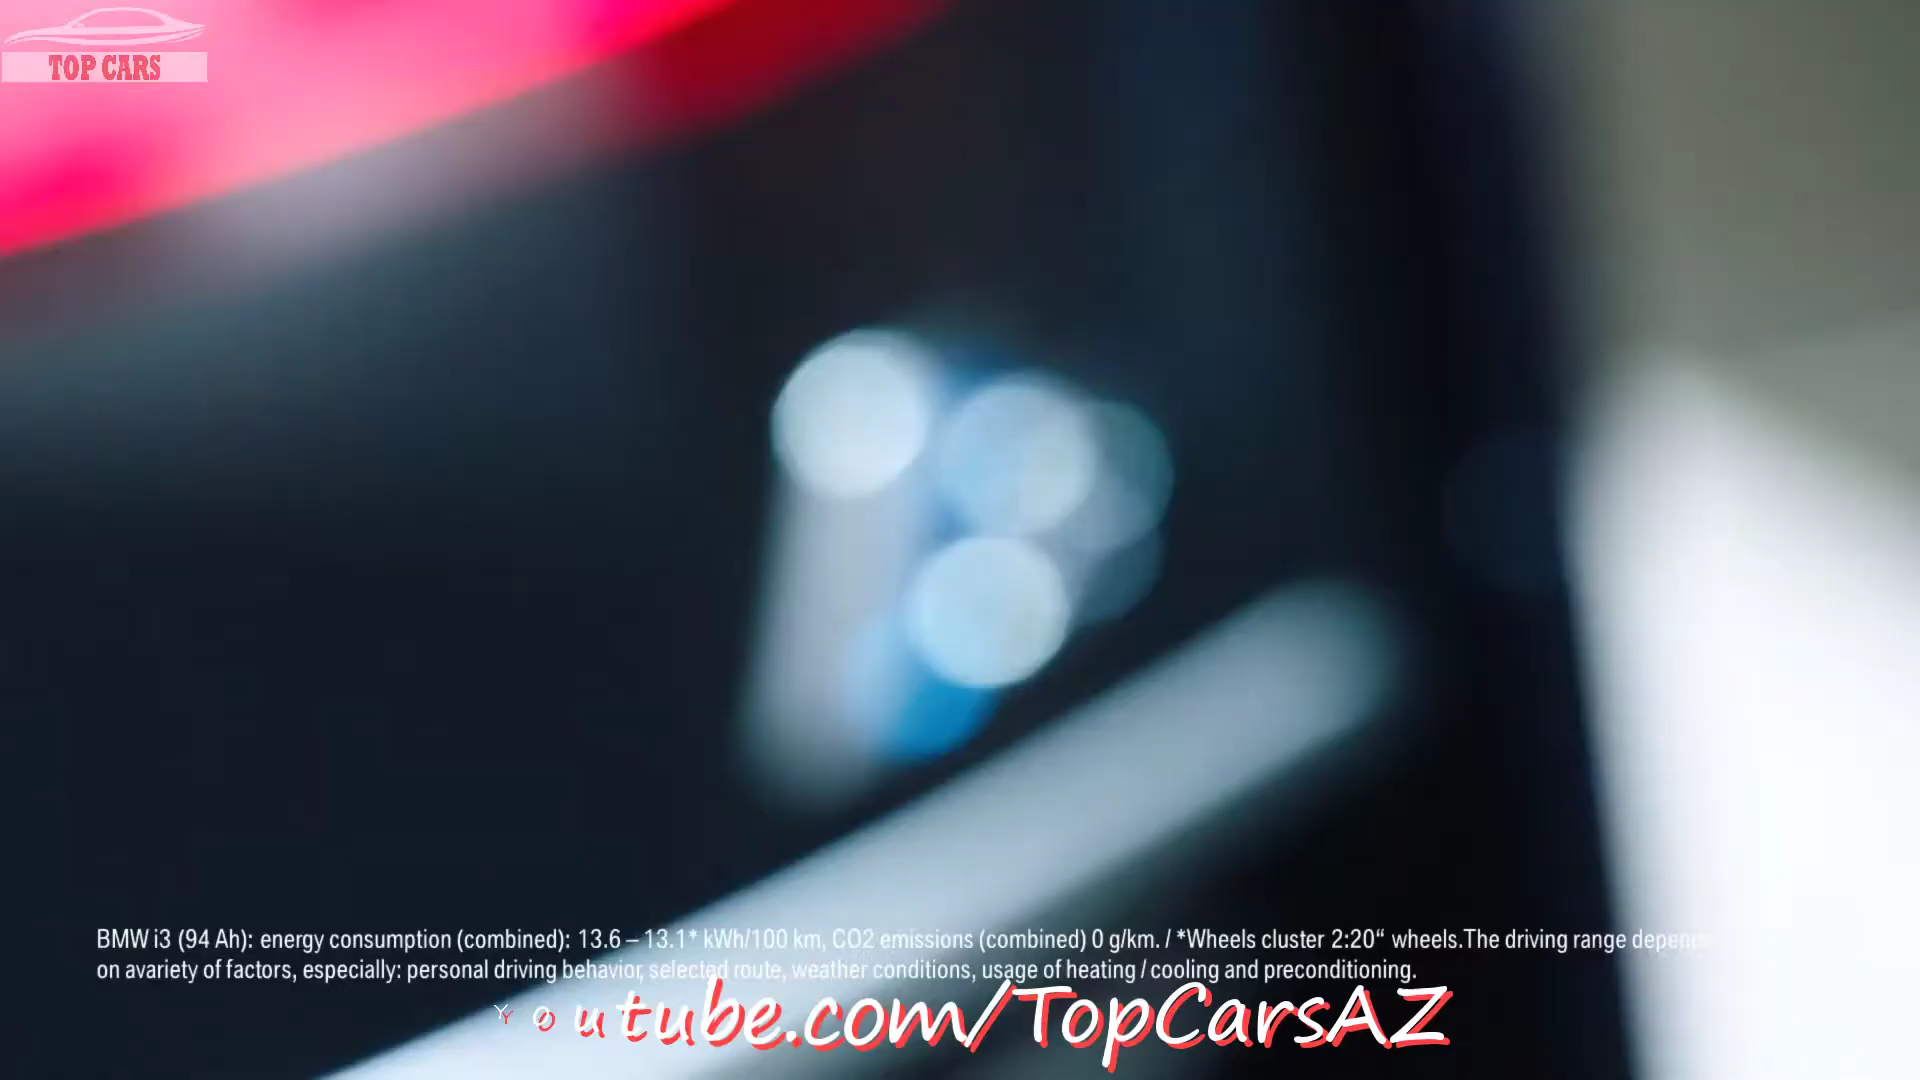 TOP CARS
BMW i3 (94 Ah): energy consumption (combined): 13.6 – 13.1* kWh/100 km, CO2 emissions (combined) 0 g/km. / *Wheels cluster 2:20“ wheels.The driving range depends
on avariety of factors, especially: personal driving behavior, selected route, weather conditions, usage of heating / cooling and preconditioning.
Youtube.com/TopCarsAZ